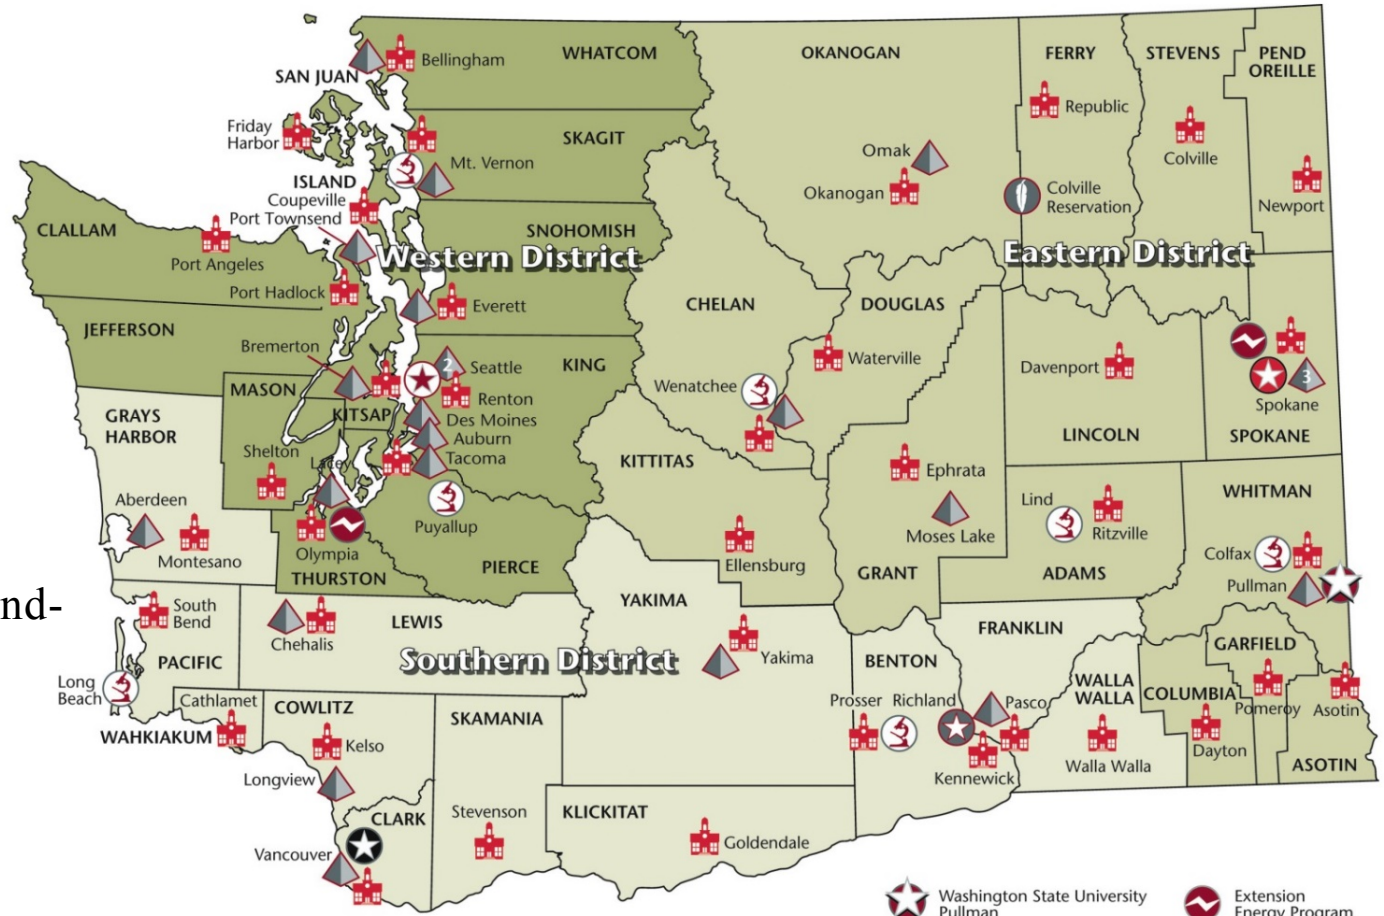 WHATCOM
OKANOGAN
FERRY
STEVENS
PEND
OREILLE
Bellingham
SAN JUAN
Republic
Friday
Harbor
SKAGIT
Mt. Vernon
Omak
Colville
ISLAND
Coupeville
Port Townsend
Okanogan
Colville
Reservation
Newport
CLALLAM
SNOHOMISH
Port Angeles
Western District
Eastern District
Port Hadlock
Everett
CHELAN
DOUGLAS
JEFFERSON
Bremerton
2
Seattle
KING
Waterville
Davenport
3
MASON
Wenatchee
Renton
Spokane
GRAYS
HARBOR
KITSAP
Des Moines
Auburn
LINCOLN
SPOKANE
Shelton
Lacey
Tacoma
KITTITAS
Ephrata
WHITMAN
Aberdeen
Puyallup
Moses Lake
Lind
Ritzville
Montesano
Olympia
Ellensburg
Colfax
THURSTON
PIERCE
GRANT
ADAMS
Pullman
nd-
South
Bend
YAKIMA
LEWIS
FRANKLIN
Chehalis
GARFIELD
PACIFIC
Southern District
Yakima
BENTON
Long
Beach
WALLA
WALLA
COLUMBIA
Cathlamet
COWLITZ
SKAMANIA
Prosser
Richland
Pasco
Pomeroy
Asotin
WAHKIAKUM
Kelso
Dayton
Longview
Kennewick
Walla Walla
ASOTIN
CLARK
Stevenson
KLICKITAT
Goldendale
Vancouver
Washington State University
Pullman
Extension
Energy Program